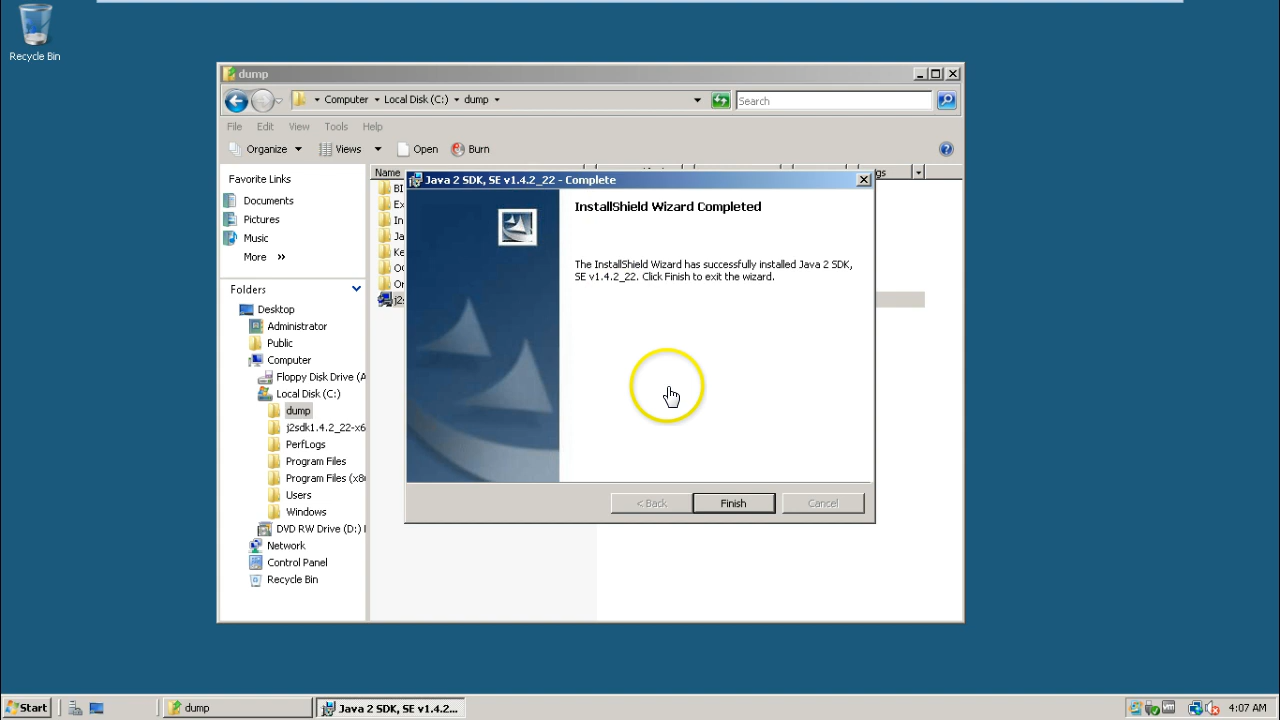 Recycle Bin
dump
Computer Local Disk (C:) dump
Search
File Edit View Tools Help
Organize Views Open Burn
Favorite Links
Documents
Pictures
Music
More »
Folders
Desktop
Administrator
Public
Computer
Floppy Disk Drive (A
Local Disk (C:)
dump
j2sdk1.4.2_22-x6
PerfLogs
Program Files
Program Files (x8
Users
Windows
DVD RW Drive (D:)
Network
Control Panel
Recycle Bin
Name
Java 2 SDK, SE v1.4.2_22 - Complete
InstallShield Wizard Completed
The InstallShield Wizard has successfully installed Java 2 SDK,
SE v1.4.2_22. Click Finish to exit the wizard.
< Back Finish Cancel
Start dump Java 2 SDK, SE v1.4.2... 4:07 AM